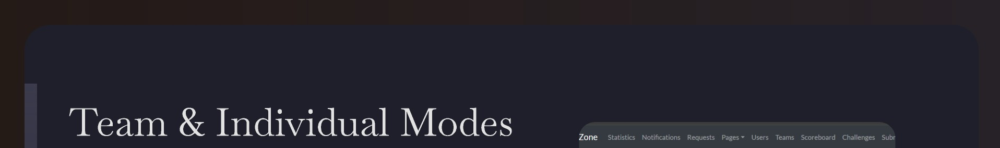 Team & Individual Modes
Zone Statistics Notifications Requests Pages Users Teams Scoreboard Challenges